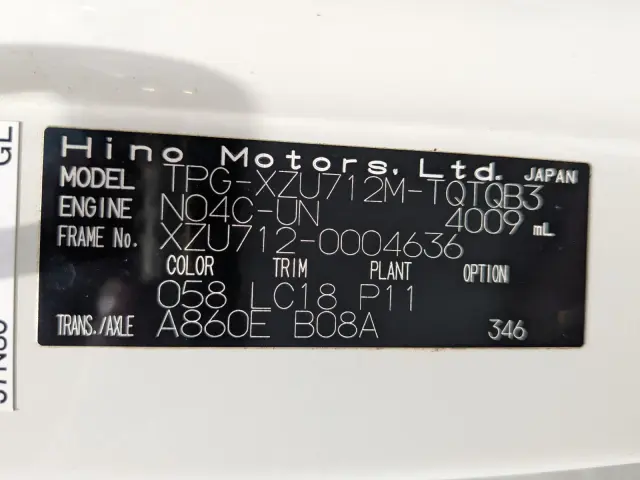 Hino Motors, Ltd. JAPAN
MODEL TPG-XZU712M-TQTQB3
ENGINE N04C-UN 4009 mL
FRAME No. XZU712-0004636
COLOR TRIM PLANT OPTION
058 LC18 P11
TRANS./AXLE A860E B08A 346